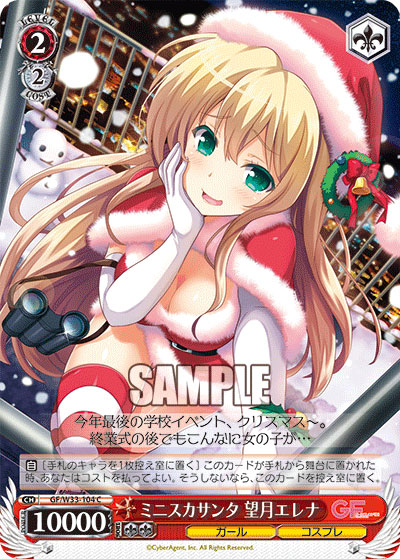 LEVEL
2
2
COST
SAMPLE
今年最後の学校イベント、クリスマス〜。
終業式の後でもこんなに女の子が…
自 [手札のキャラを1枚控え室に置く] このカードが手札から舞台に置かれた
時、あなたはコストを払ってよい。そうしないなら、このカードを控え室に置く。
CH GF/W33-104 C
10000
ミニスカサンタ 望月エレナ
GF
ガール
コスプレ
©CyberAgent, Inc. All Rights Reserved.